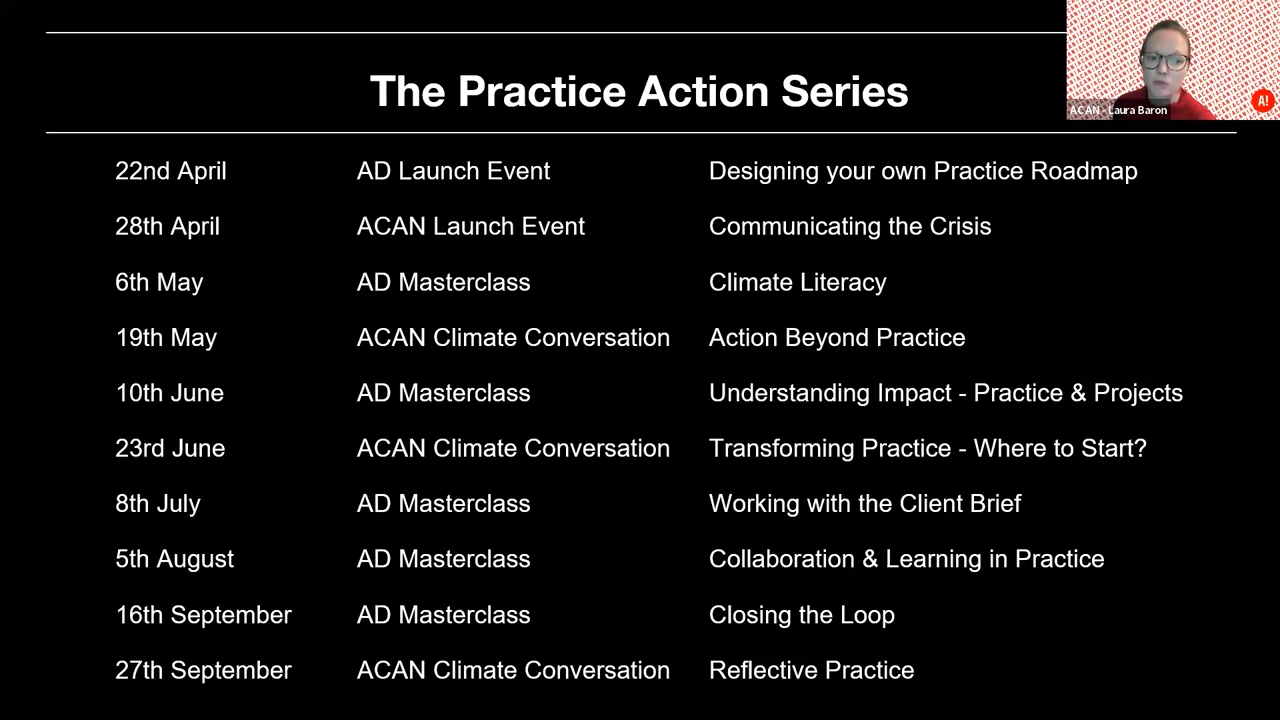 The Practice Action Series
A!
ACAN - Laura Baron
22nd April AD Launch Event Designing your own Practice Roadmap
28th April ACAN Launch Event Communicating the Crisis
6th May AD Masterclass Climate Literacy
19th May ACAN Climate Conversation Action Beyond Practice
10th June AD Masterclass Understanding Impact - Practice & Projects
23rd June ACAN Climate Conversation Transforming Practice - Where to Start?
8th July AD Masterclass Working with the Client Brief
5th August AD Masterclass Collaboration & Learning in Practice
16th September AD Masterclass Closing the Loop
27th September ACAN Climate Conversation Reflective Practice